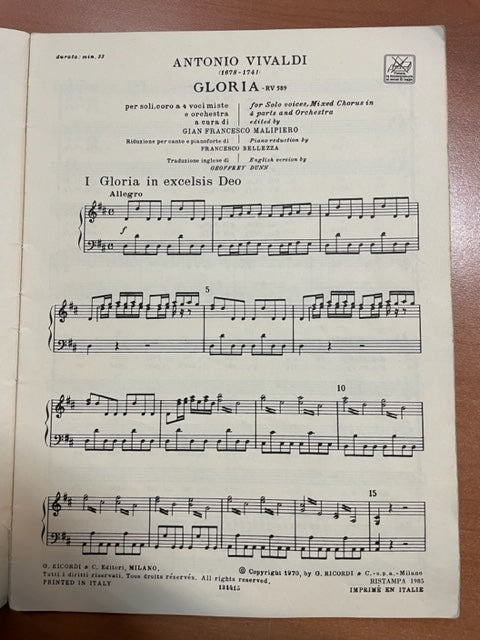 durata: min. 33
ANTONIO VIVALDI
(1678-1741)
GLORIA - RV 589
per soli, coro a 4 voci miste
e orchestra
a cura di
for Solo voices, Mixed Chorus in
4 parts and Orchestra
edited by
GIAN FRANCESCO MALIPIERO
Riduzione per canto e pianoforte di
Piano reduction by
FRANCESCO BELLEZZA
Traduzione inglese di
English version by
GEOFFREY DUNN
I Gloria in excelsis Deo
Allegro
f
5
10
15
G. RICORDI & C. Editori, MILANO.
Tutti i diritti riservati. Tous droits réservés. All rights reserved.
PRINTED IN ITALY
131415
© Copyright 1970, by G. RICORDI & C.-s.p.a.-Milano
RISTAMPA 1985
IMPRIMÉ EN ITALIE